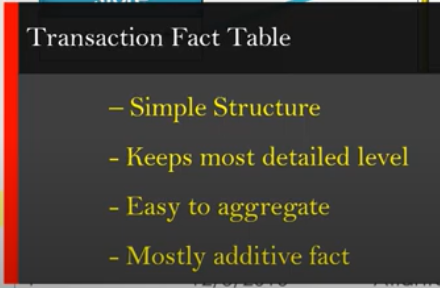 Transaction Fact Table
– Simple Structure
- Keeps most detailed level
- Easy to aggregate
- Mostly additive fact